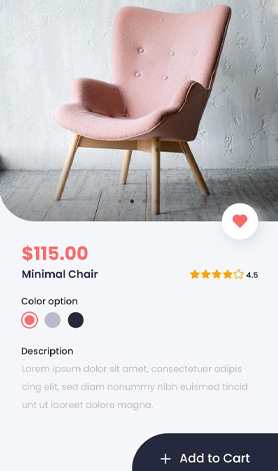 $115.00
Minimal Chair
4.5
Color option
Description
Lorem ipsum dolor sit amet, consectetuer adipis
cing elit, sed diam nonummy nibh euismod tincid
unt ut laoreet dolore magna.
+ Add to Cart